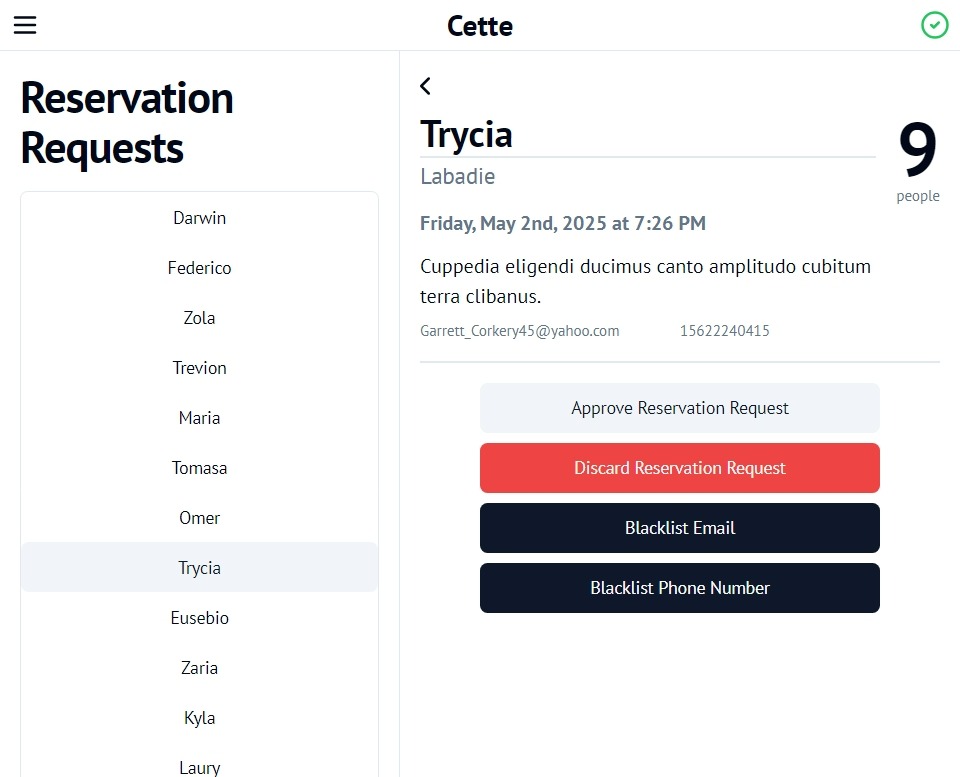 Cette
Reservation
Requests
Darwin
Federico
Zola
Trevion
Maria
Tomasa
Omer
Trycia
Eusebio
Zaria
Kyla
Laury
Trycia
Labadie
9
people
Friday, May 2nd, 2025 at 7:26 PM
Cuppedia eligendi ducimus canto amplitudo cubitum
terra clibanus.
Garrett_Corkery45@yahoo.com 15622240415
Approve Reservation Request
Discard Reservation Request
Blacklist Email
Blacklist Phone Number